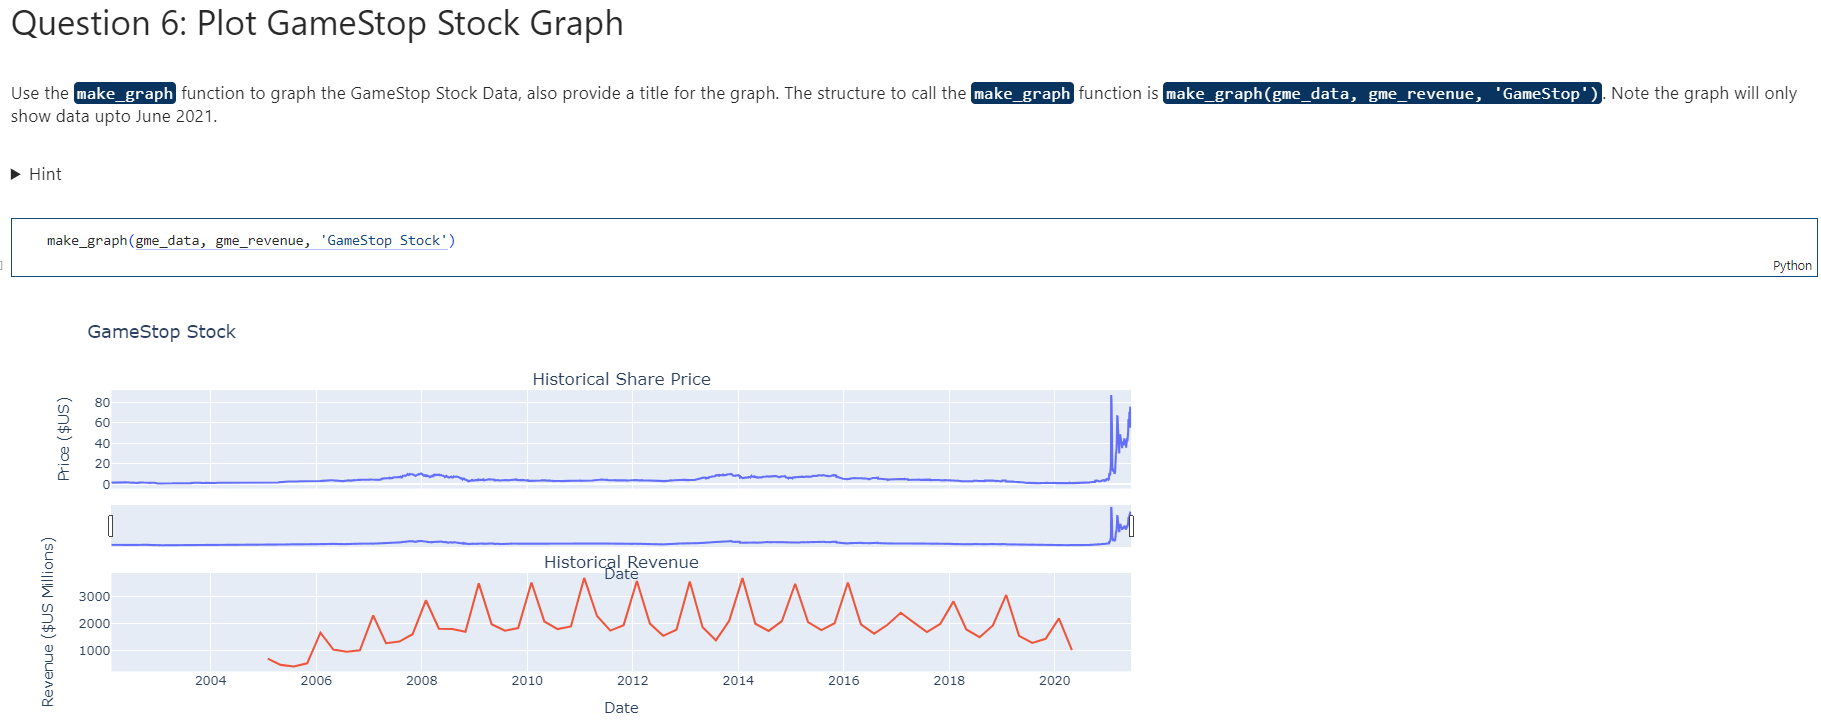 Question 6: Plot GameStop Stock Graph
Use the make_graph function to graph the GameStop Stock Data, also provide a title for the graph. The structure to call the make_graph function is make_graph(gme_data, gme_revenue, 'GameStop'). Note the graph will only
show data upto June 2021.
Hint
make_graph(gme_data, gme_revenue, 'GameStop Stock')
]
Python
GameStop Stock
Historical Share Price
Price ($US)
80
60
40
20
0
Historical Revenue
Date
Revenue ($US Millions)
3000
2000
1000
2004 2006 2008 2010 2012 2014 2016 2018 2020
Date